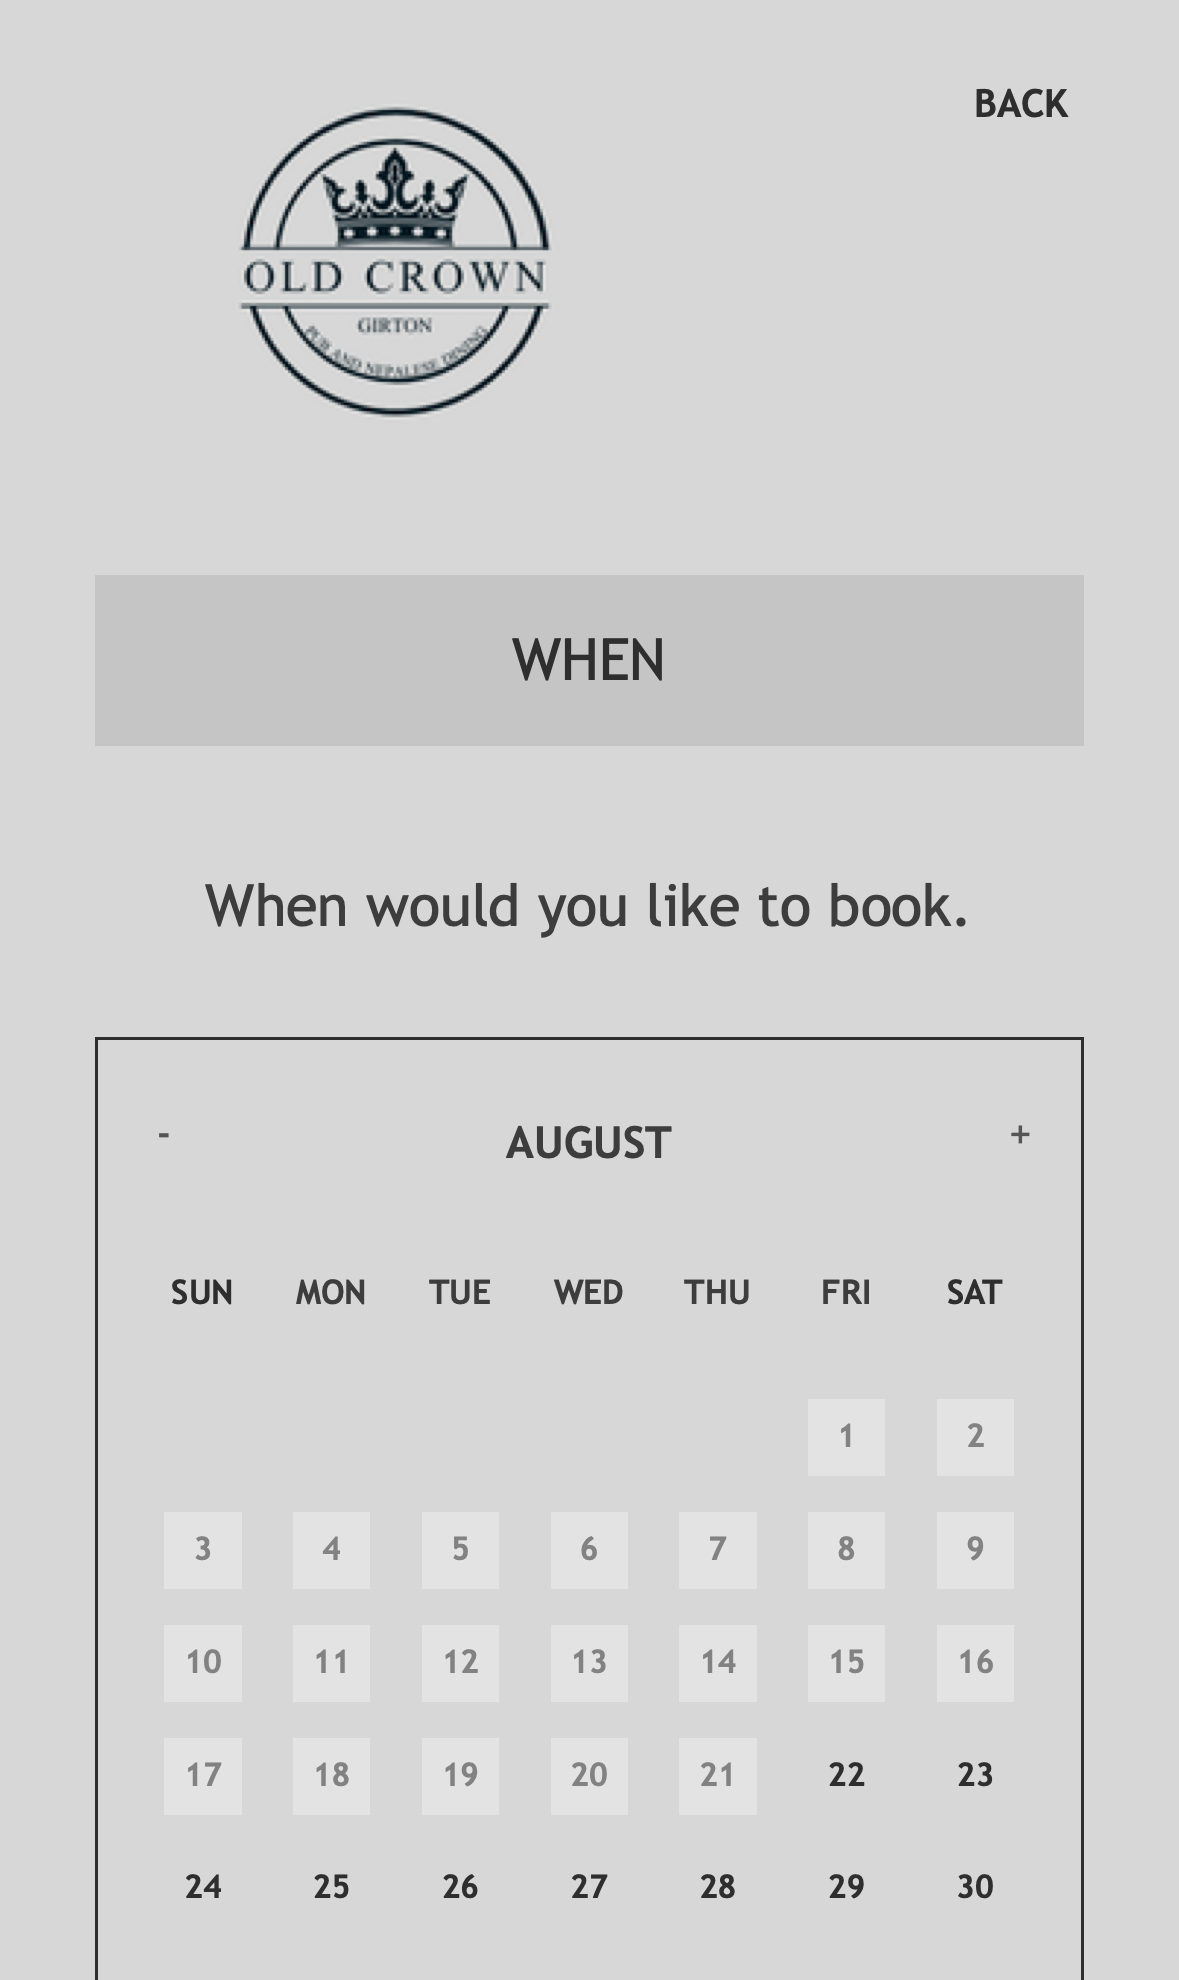 BACK
OLD CROWN
GIRTON
PUB AND NEPALESE DINING
WHEN
When would you like to book.
- AUGUST +
SUN MON TUE WED THU FRI SAT
1 2
3 4 5 6 7 8 9
10 11 12 13 14 15 16
17 18 19 20 21 22 23
24 25 26 27 28 29 30